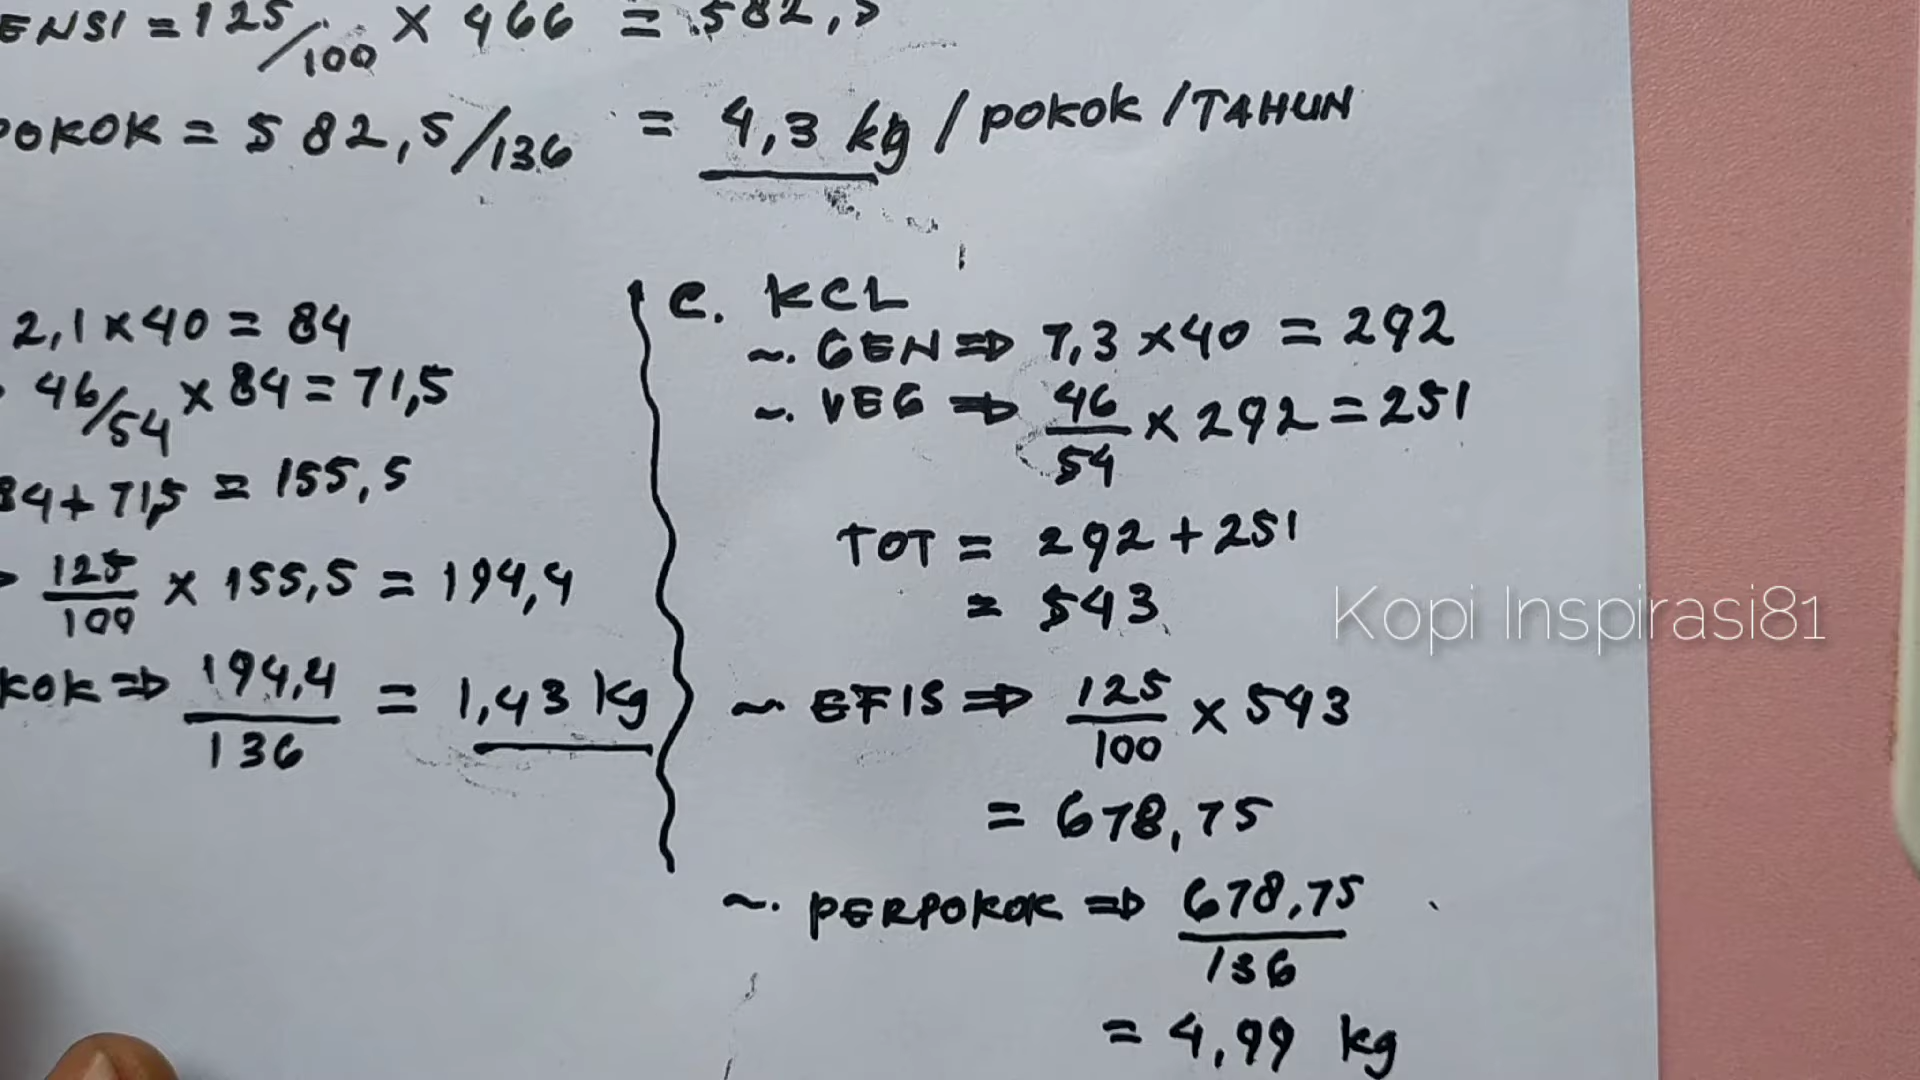 ENSI = 125/100 X 466 = 582,5
POKOK = 582,5/136 = 4,3 kg / POKOK / TAHUN
2,1 x 40 = 84
46/54 x 84 = 71,5
84 + 71,5 = 155,5
125/100 x 155,5 = 194,4
KOK ⇒ 194,4/136 = 1,43 kg
C. KCL
~. GEN ⇒ 7,3 x 40 = 292
~. VEG ⇒ 46/54 x 292 = 251
TOT = 292 + 251
= 543
~ EFIS ⇒ 125/100 x 543
= 678,75
~. PERPOKOK ⇒ 678,75/136
= 4,99 kg
Kopi Inspirasi81